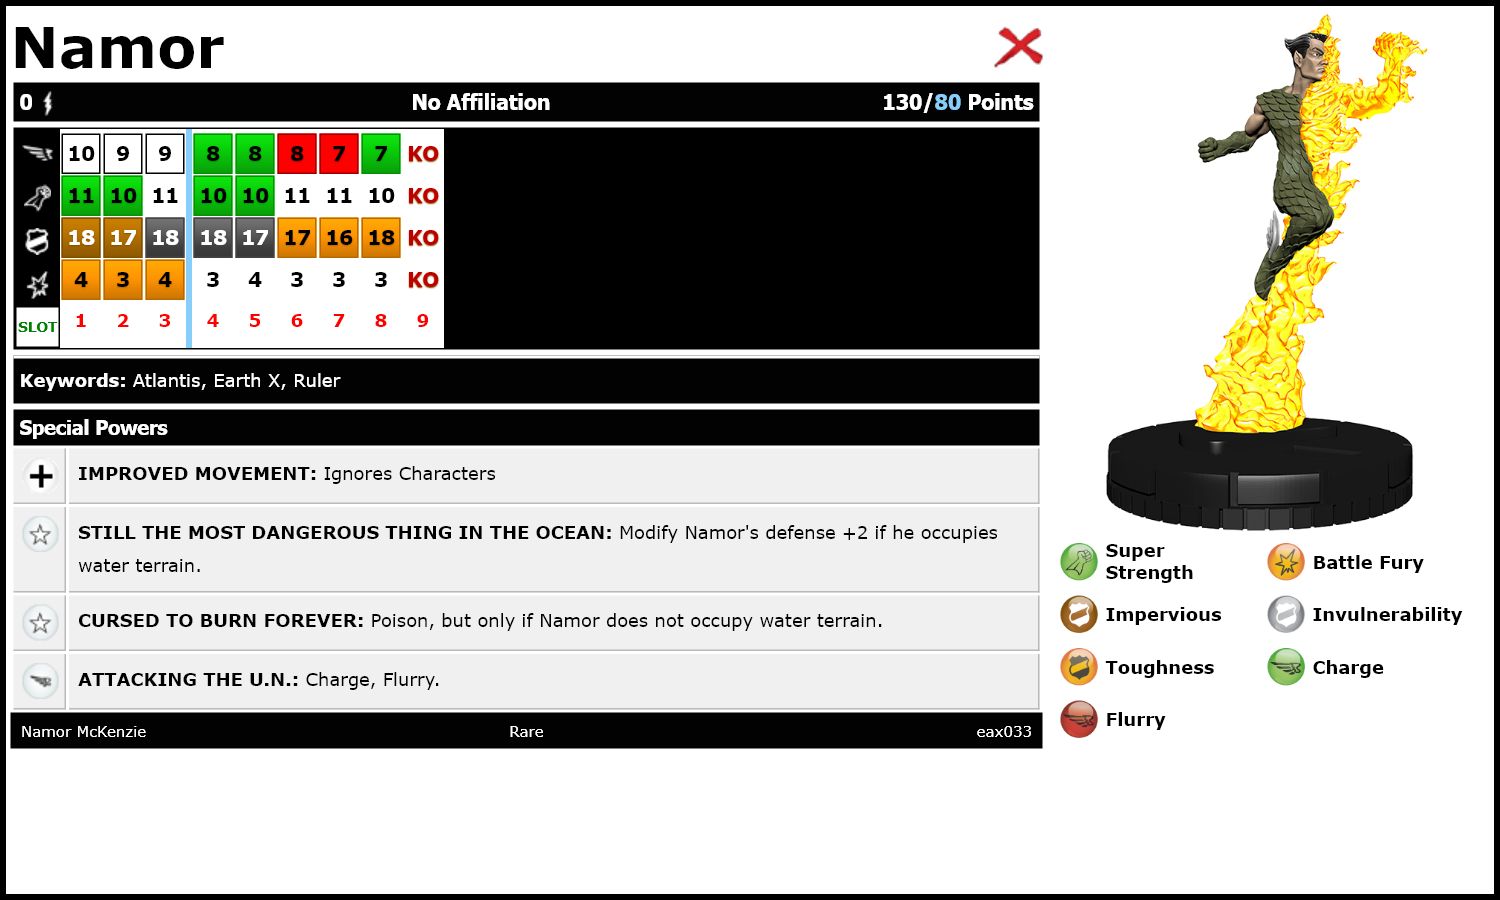 Namor
0 No Affiliation 130/80 Points
10 9 9 8 8 8 7 7 KO
11 10 11 10 10 11 11 10 KO
18 17 18 18 17 17 16 18 KO
4 3 4 3 4 3 3 3 KO
SLOT 1 2 3 4 5 6 7 8 9
Keywords: Atlantis, Earth X, Ruler
Special Powers
IMPROVED MOVEMENT: Ignores Characters
STILL THE MOST DANGEROUS THING IN THE OCEAN: Modify Namor's defense +2 if he occupies
water terrain.
CURSED TO BURN FOREVER: Poison, but only if Namor does not occupy water terrain.
ATTACKING THE U.N.: Charge, Flurry.
Namor McKenzie Rare eax033
Super
Strength
Battle Fury
Impervious
Invulnerability
Toughness
Charge
Flurry